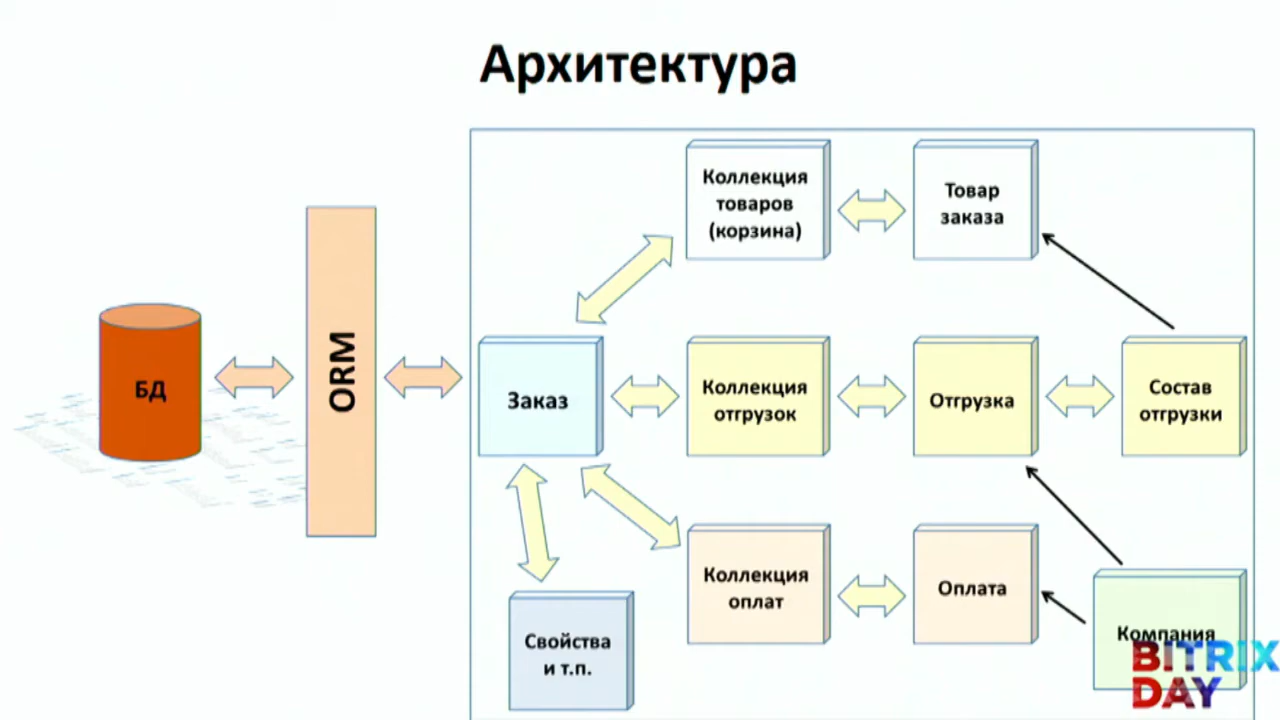 Архитектура
Коллекция
товаров
(корзина)
Товар
заказа
БД
ORM
Заказ
Коллекция
отгрузок
Отгрузка
Состав
отгрузки
Свойства
и т.п.
Коллекция
оплат
Оплата
Компания
BITRIX
DAY